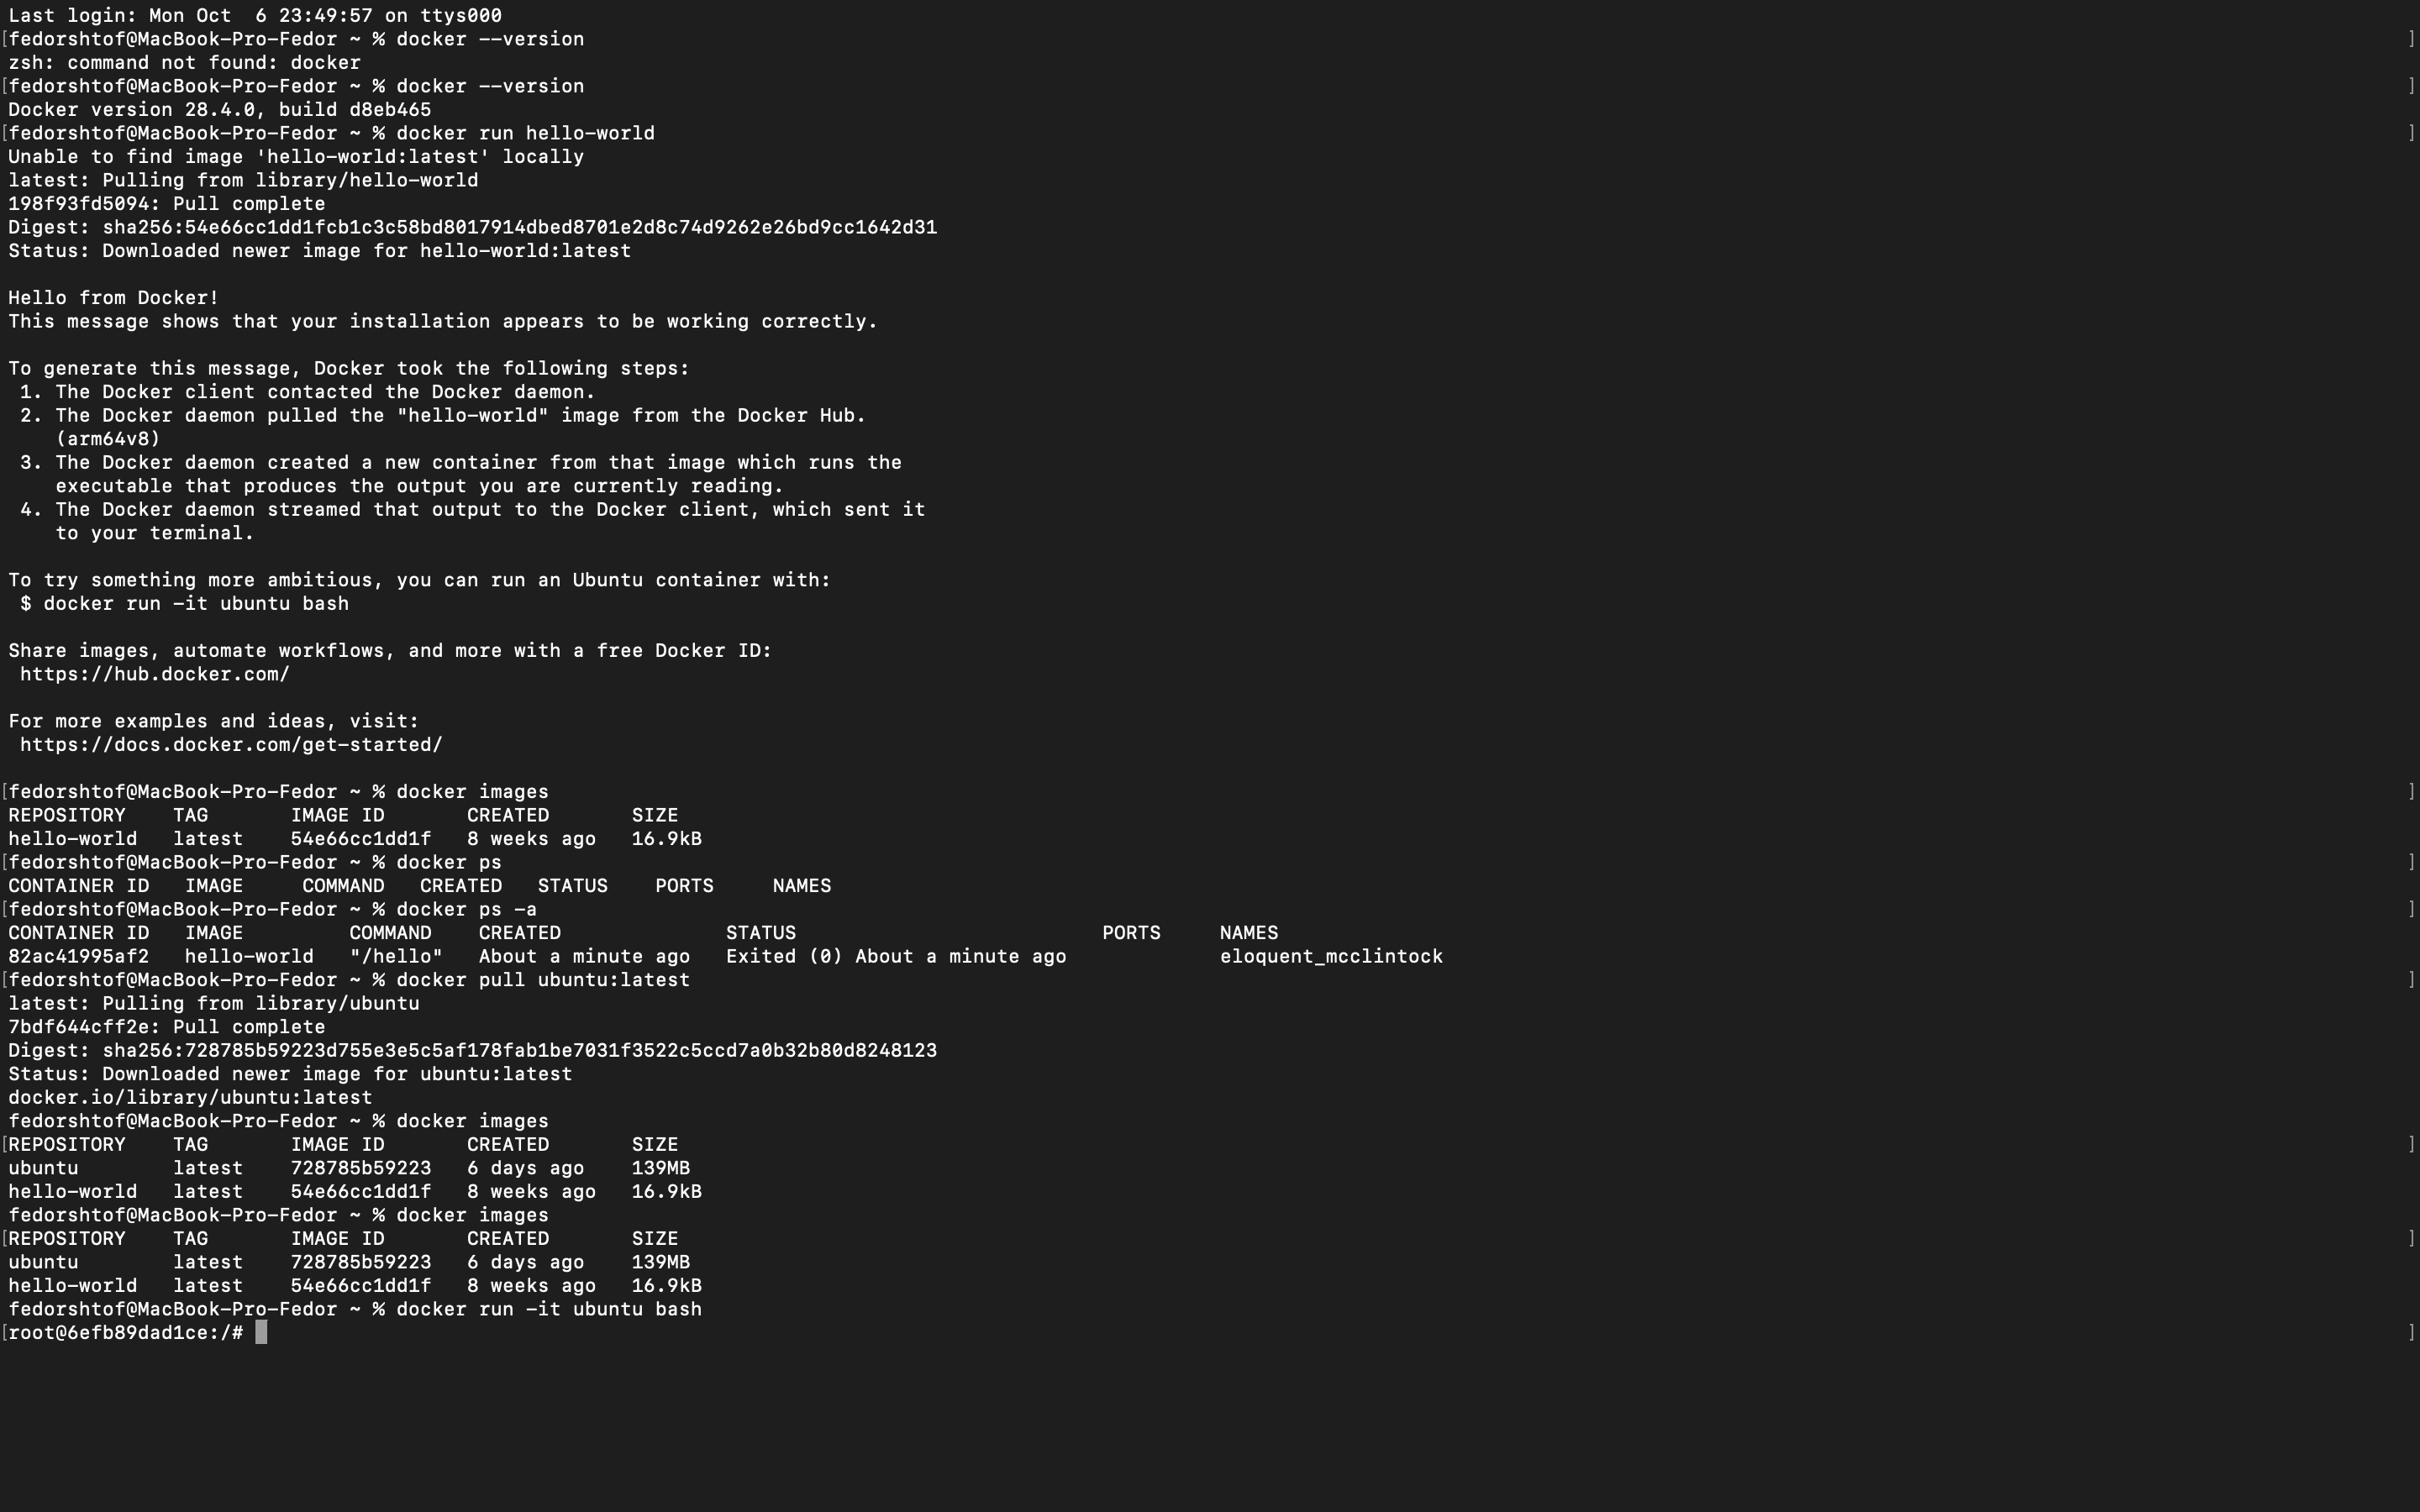 Last login: Mon Oct  6 23:49:57 on ttys000
[fedorshtof@MacBook-Pro-Fedor ~ % docker --version ]
zsh: command not found: docker
[fedorshtof@MacBook-Pro-Fedor ~ % docker --version ]
Docker version 28.4.0, build d8eb465
[fedorshtof@MacBook-Pro-Fedor ~ % docker run hello-world ]
Unable to find image 'hello-world:latest' locally
latest: Pulling from library/hello-world
198f93fd5094: Pull complete
Digest: sha256:54e66cc1dd1fcb1c3c58bd8017914dbed8701e2d8c74d9262e26bd9cc1642d31
Status: Downloaded newer image for hello-world:latest

Hello from Docker!
This message shows that your installation appears to be working correctly.

To generate this message, Docker took the following steps:
 1. The Docker client contacted the Docker daemon.
 2. The Docker daemon pulled the "hello-world" image from the Docker Hub.
    (arm64v8)
 3. The Docker daemon created a new container from that image which runs the
    executable that produces the output you are currently reading.
 4. The Docker daemon streamed that output to the Docker client, which sent it
    to your terminal.

To try something more ambitious, you can run an Ubuntu container with:
 $ docker run -it ubuntu bash

Share images, automate workflows, and more with a free Docker ID:
 https://hub.docker.com/

For more examples and ideas, visit:
 https://docs.docker.com/get-started/

[fedorshtof@MacBook-Pro-Fedor ~ % docker images ]
REPOSITORY    TAG       IMAGE ID       CREATED       SIZE
hello-world   latest    54e66cc1dd1f   8 weeks ago   16.9kB
[fedorshtof@MacBook-Pro-Fedor ~ % docker ps ]
CONTAINER ID   IMAGE     COMMAND   CREATED   STATUS    PORTS     NAMES
[fedorshtof@MacBook-Pro-Fedor ~ % docker ps -a ]
CONTAINER ID   IMAGE         COMMAND    CREATED              STATUS                          PORTS     NAMES
82ac41995af2   hello-world   "/hello"   About a minute ago   Exited (0) About a minute ago             eloquent_mcclintock
[fedorshtof@MacBook-Pro-Fedor ~ % docker pull ubuntu:latest ]
latest: Pulling from library/ubuntu
7bdf644cff2e: Pull complete
Digest: sha256:728785b59223d755e3e5c5af178fab1be7031f3522c5ccd7a0b32b80d8248123
Status: Downloaded newer image for ubuntu:latest
docker.io/library/ubuntu:latest
fedorshtof@MacBook-Pro-Fedor ~ % docker images
[REPOSITORY    TAG       IMAGE ID       CREATED       SIZE ]
ubuntu        latest    728785b59223   6 days ago    139MB
hello-world   latest    54e66cc1dd1f   8 weeks ago   16.9kB
fedorshtof@MacBook-Pro-Fedor ~ % docker images
[REPOSITORY    TAG       IMAGE ID       CREATED       SIZE ]
ubuntu        latest    728785b59223   6 days ago    139MB
hello-world   latest    54e66cc1dd1f   8 weeks ago   16.9kB
fedorshtof@MacBook-Pro-Fedor ~ % docker run -it ubuntu bash
[root@6efb89dad1ce:/# ]